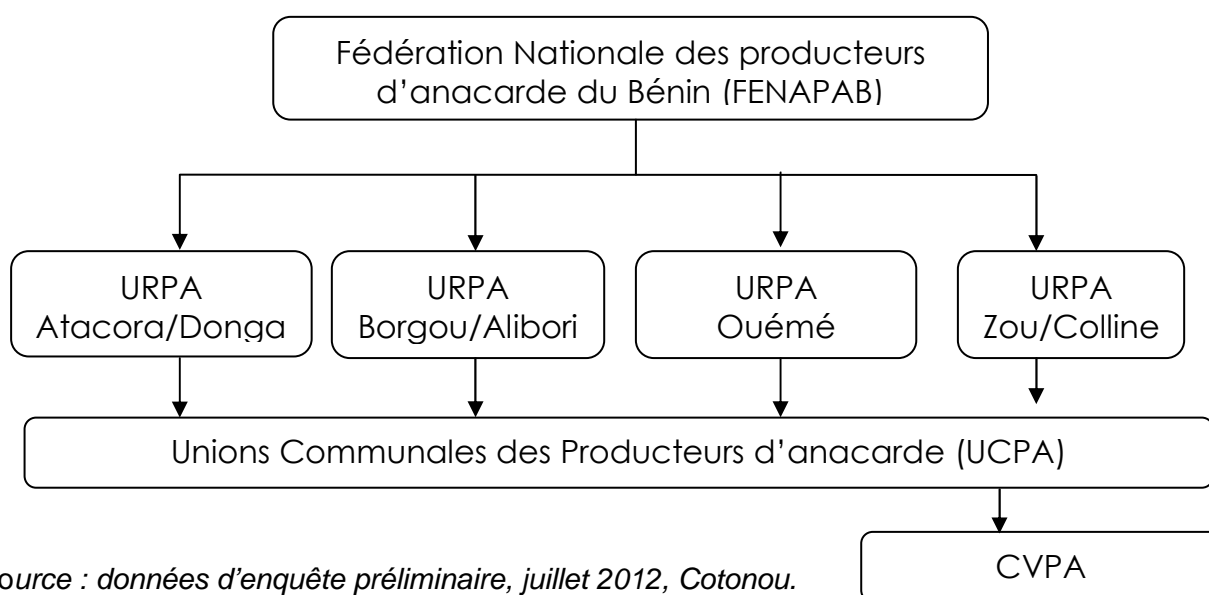 Fédération Nationale des producteurs
d’anacarde du Bénin (FENAPAB)
URPA
Atacora/Donga
URPA
Borgou/Alibori
URPA
Ouémé
URPA
Zou/Colline
Unions Communales des Producteurs d’anacarde (UCPA)
CVPA
ource : données d’enquête préliminaire, juillet 2012, Cotonou.